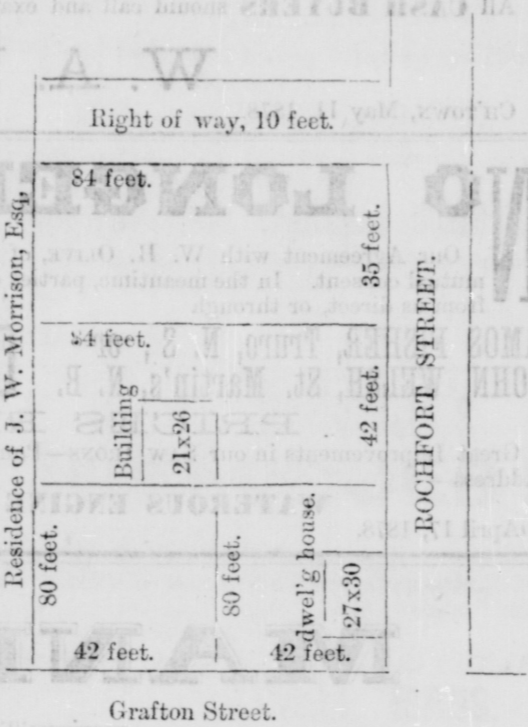 Right of way, 10 feet.
84 feet.
35 feet.
84 feet.
Building
21x26
42 feet.
Residence of J. W. Morrison, Esq,
ROCHFORT STREET.
80 feet.
80 feet.
dwel'g house.
27x30
42 feet.
42 feet.
Grafton Street.